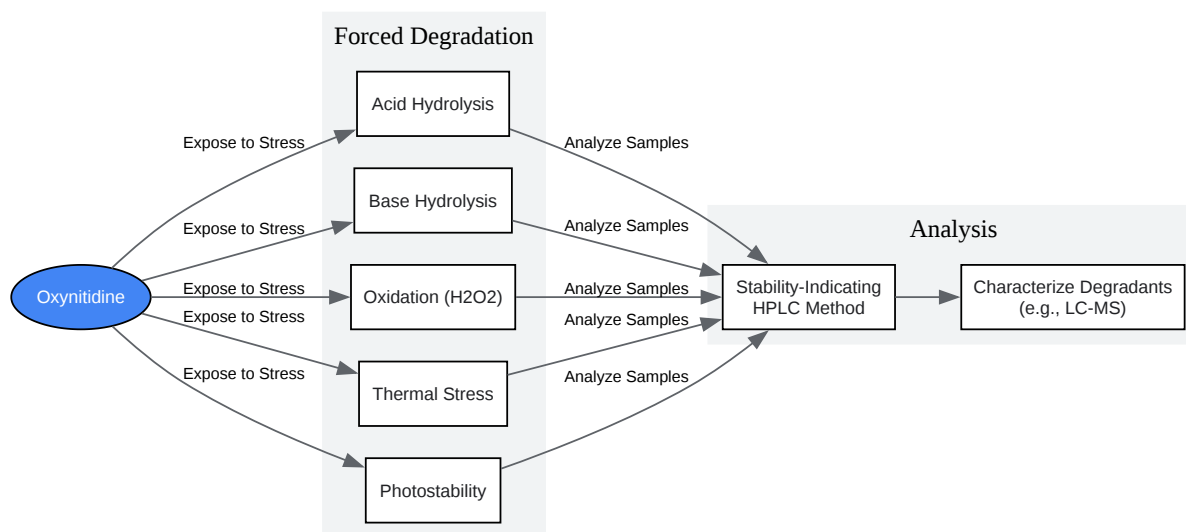 Forced Degradation
Acid Hydrolysis
Expose to Stress
Analyze Samples
Base Hydrolysis
Expose to Stress
Analyze Samples
Analysis
Oxynitidine
Expose to Stress
Oxidation (H2O2)
Analyze Samples
Stability-Indicating
HPLC Method
Characterize Degradants
(e.g., LC-MS)
Expose to Stress
Analyze Samples
Thermal Stress
Expose to Stress
Analyze Samples
Photostability